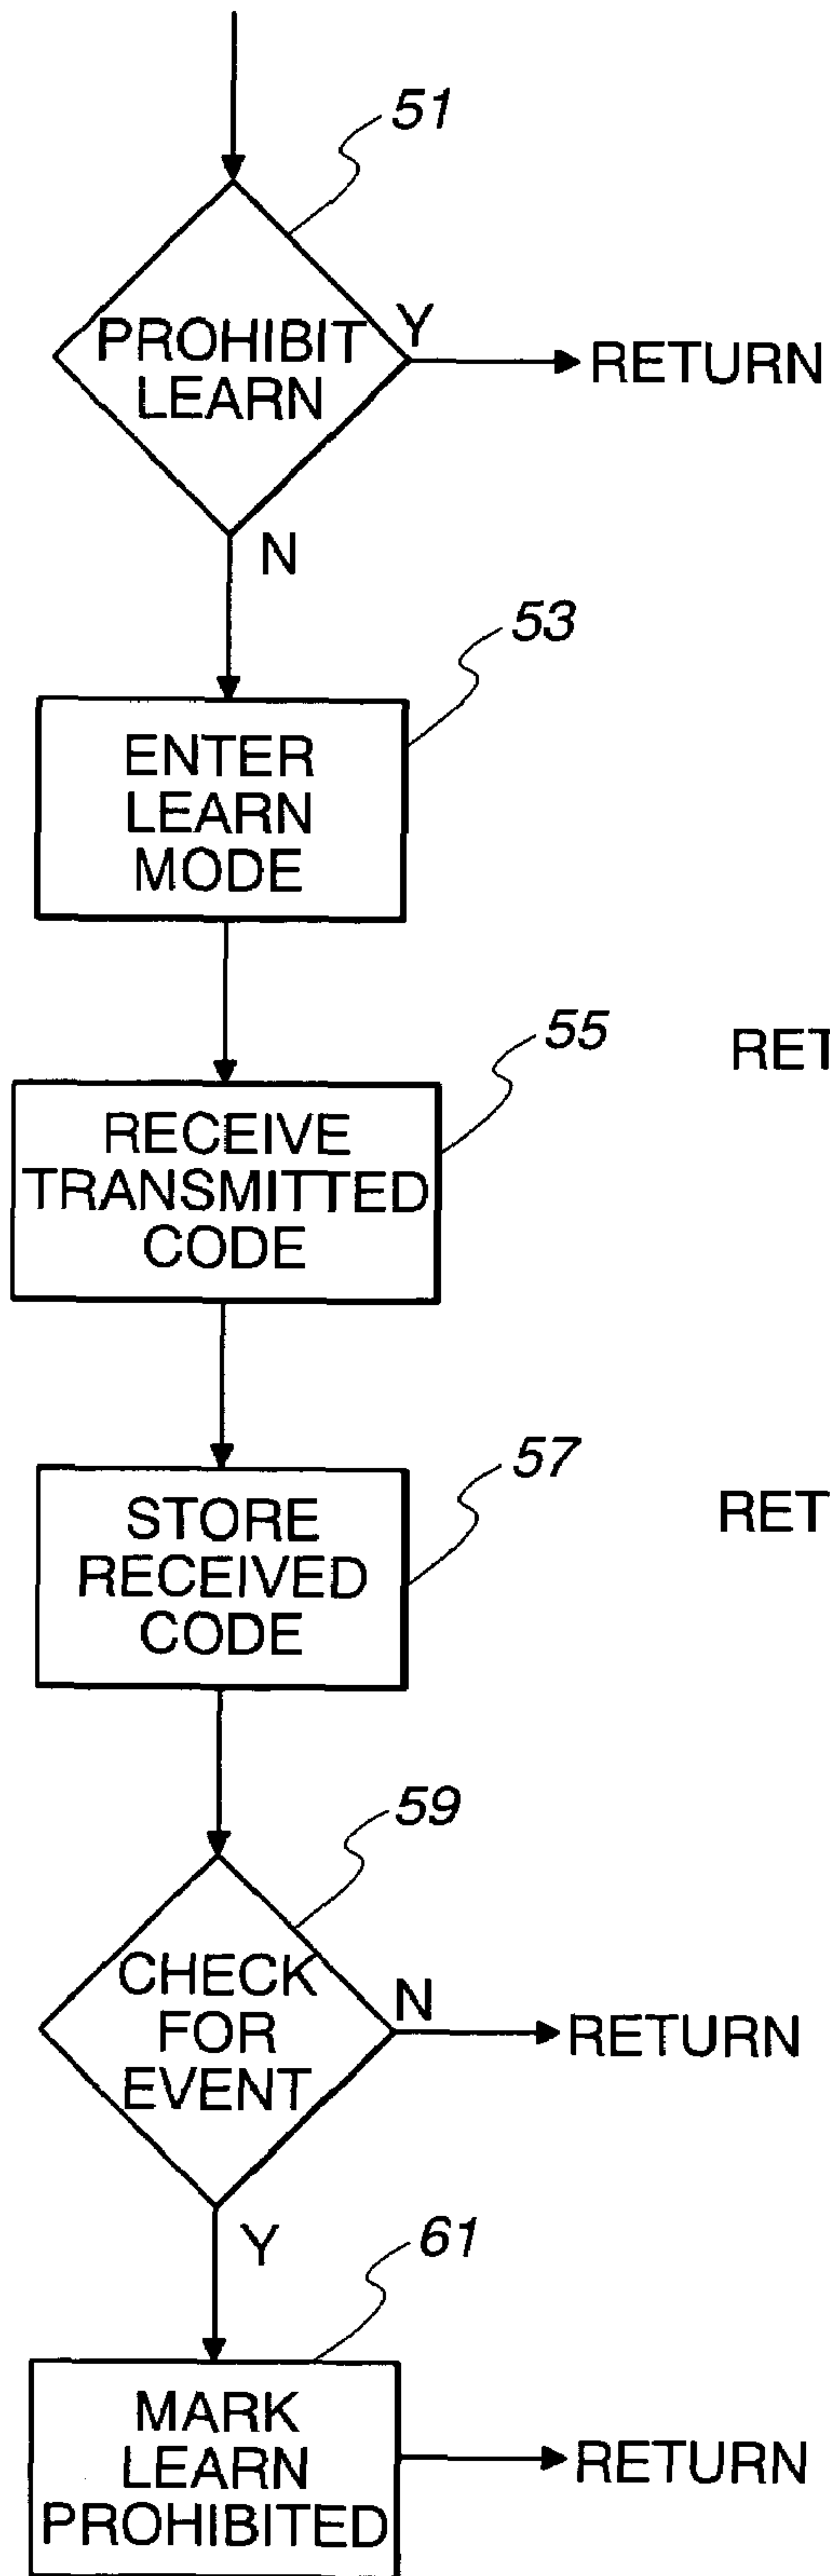 51
PROHIBIT
LEARN
Y
RETURN
N
53
ENTER
LEARN
MODE
55
RET
RECEIVE
TRANSMITTED
CODE
57
RET
STORE
RECEIVED
CODE
59
CHECK
FOR
EVENT
N
RETURN
Y
61
MARK
LEARN
PROHIBITED
RETURN